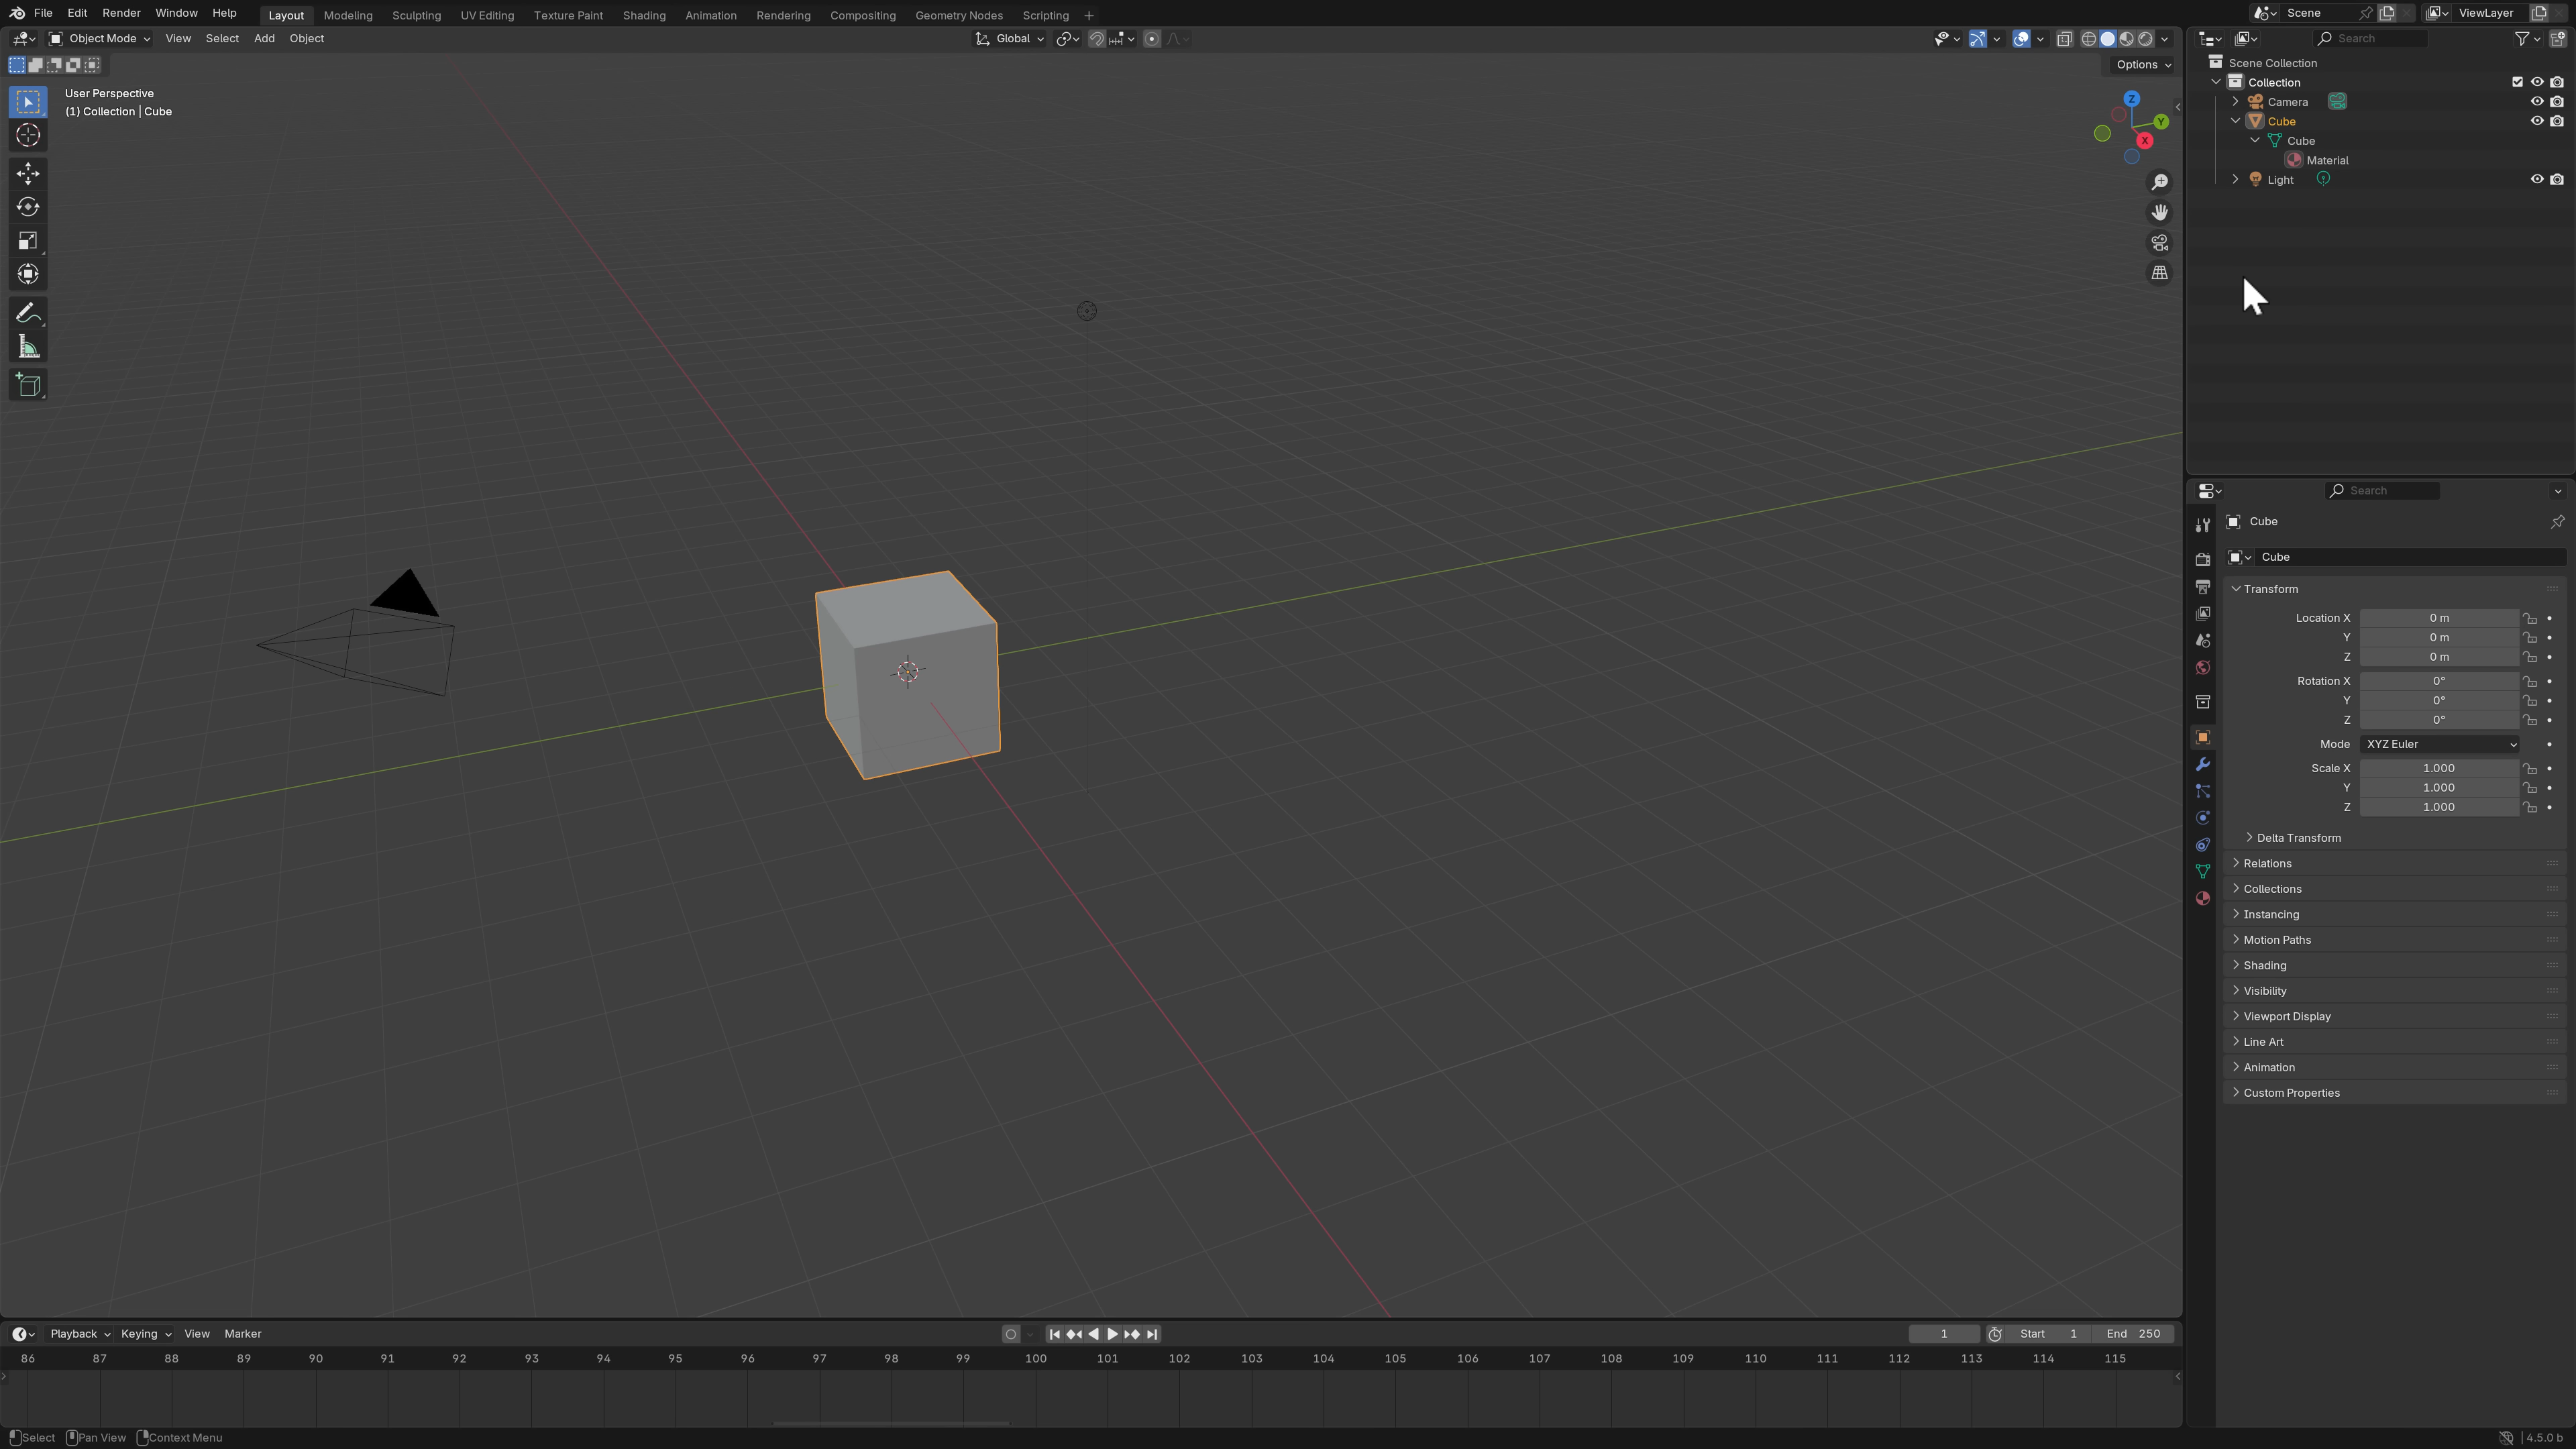 File Edit Render Window Help Layout Modeling Sculpting UV Editing Texture Paint Shading Animation Rendering Compositing Geometry Nodes Scripting + Scene ViewLayer
Object Mode View Select Add Object Global Search
Options
User Perspective
(1) Collection | Cube
Z
Y
X
Scene Collection
Collection
Camera
Cube
Cube
Material
Light
Search
Cube
Cube
Transform
Location X 0 m
Y 0 m
Z 0 m
Rotation X 0°
Y 0°
Z 0°
Mode XYZ Euler
Scale X 1.000
Y 1.000
Z 1.000
Delta Transform
Relations
Collections
Instancing
Motion Paths
Shading
Visibility
Viewport Display
Line Art
Animation
Custom Properties
Playback Keying View Marker 1 Start 1 End 250
86 87 88 89 90 91 92 93 94 95 96 97 98 99 100 101 102 103 104 105 106 107 108 109 110 111 112 113 114 115
Select Pan View Context Menu 4.5.0 b